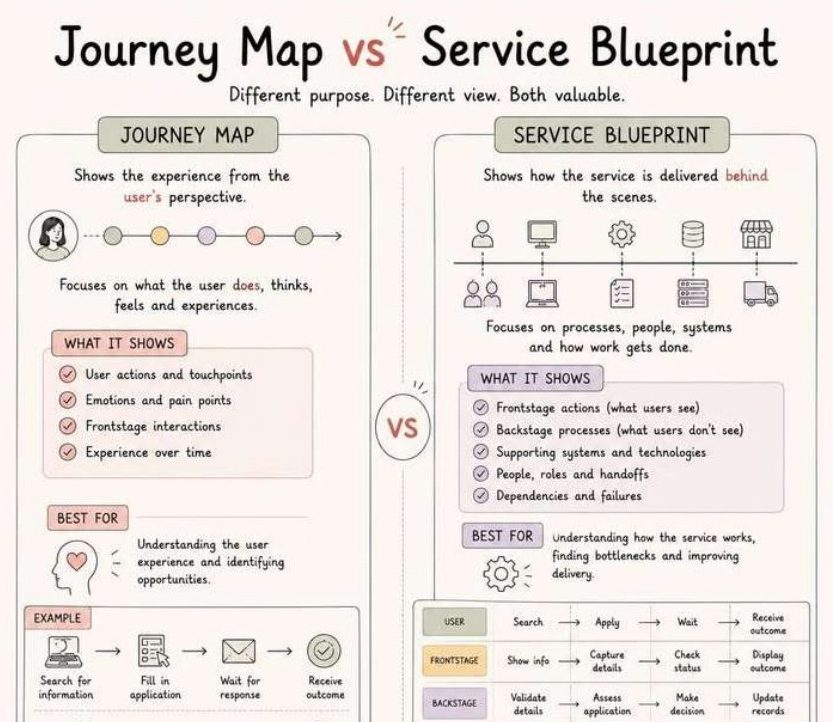 Journey Map vs Service Blueprint
Different purpose. Different view. Both valuable.
JOURNEY MAP
Shows the experience from the
user's perspective.
Focuses on what the user does, thinks,
feels and experiences.
WHAT IT SHOWS
User actions and touchpoints
Emotions and pain points
Frontstage interactions
Experience over time
BEST FOR
Understanding the user
experience and identifying
opportunities.
EXAMPLE
Search for
information
Fill in
application
Wait for
response
Receive
outcome
VS
SERVICE BLUEPRINT
Shows how the service is delivered behind
the scenes.
Focuses on processes, people, systems
and how work gets done.
WHAT IT SHOWS
Frontstage actions (what users see)
Backstage processes (what users don't see)
Supporting systems and technologies
People, roles and handoffs
Dependencies and failures
BEST FOR
Understanding how the service works,
finding bottlenecks and improving
delivery.
USER
Search
Apply
Wait
Receive
outcome
FRONTSTAGE
Show info
Capture
details
Check
status
Display
outcome
BACKSTAGE
Validate
details
Assess
application
Make
decision
Update
records